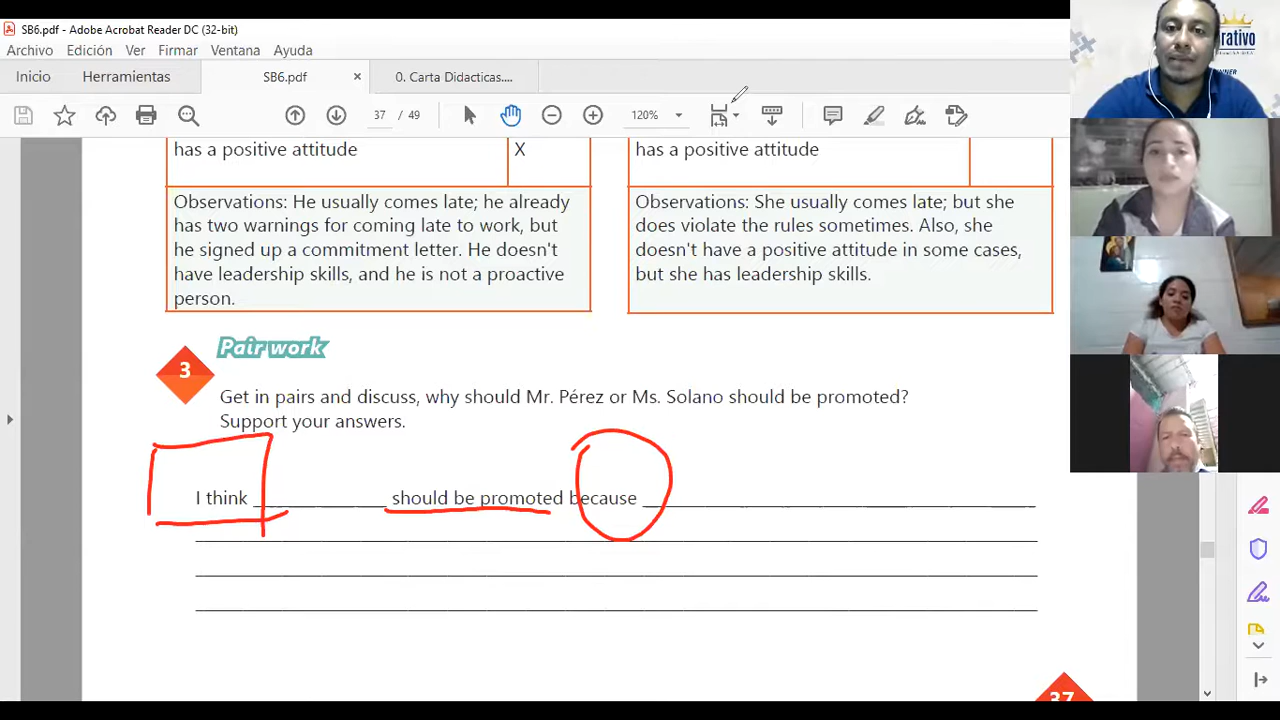 SB6.pdf - Adobe Acrobat Reader DC (32-bit)
Archivo Edición Ver Firmar Ventana Ayuda
Inicio Herramientas SB6.pdf × 0. Carta Didacticas....
37 / 49 120%
has a positive attitude X
has a positive attitude
Observations: He usually comes late; he already
has two warnings for coming late to work, but
he signed up a commitment letter. He doesn't
have leadership skills, and he is not a proactive
person.
Observations: She usually comes late; but she
does violate the rules sometimes. Also, she
doesn't have a positive attitude in some cases,
but she has leadership skills.
Pair work
3
Get in pairs and discuss, why should Mr. Pérez or Ms. Solano should be promoted?
Support your answers.
I think ____________ should be promoted because ____________
37